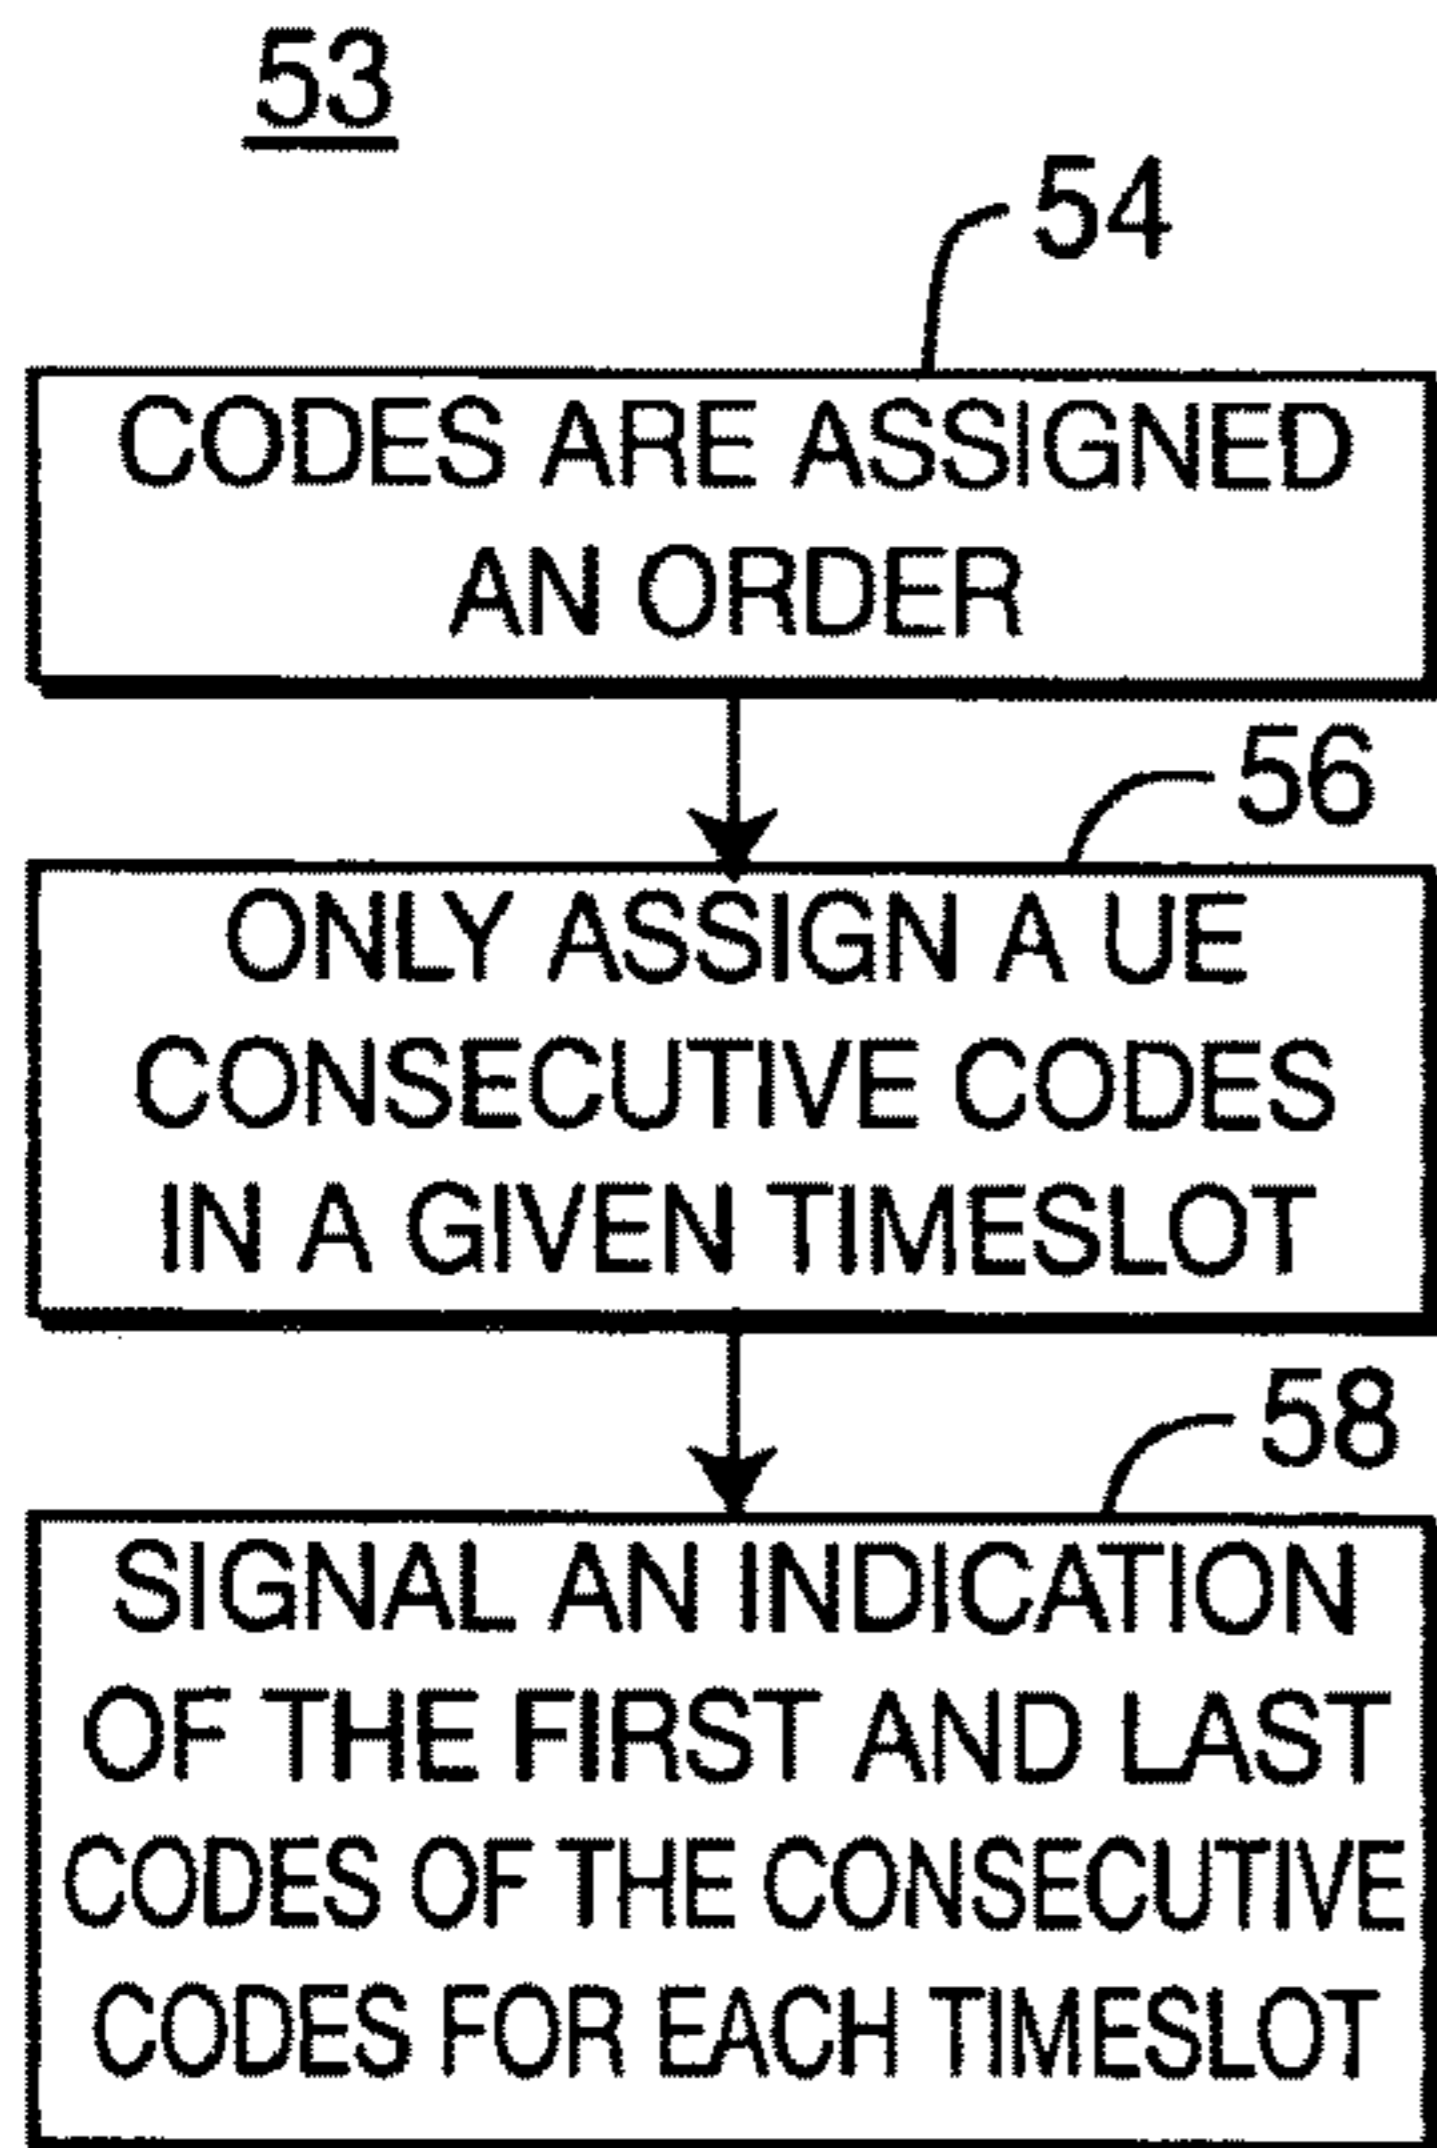 53
54
CODES ARE ASSIGNED
AN ORDER
56
ONLY ASSIGN A UE
CONSECUTIVE CODES
IN A GIVEN TIMESLOT
58
SIGNAL AN INDICATION
OF THE FIRST AND LAST
CODES OF THE CONSECUTIVE
CODES FOR EACH TIMESLOT